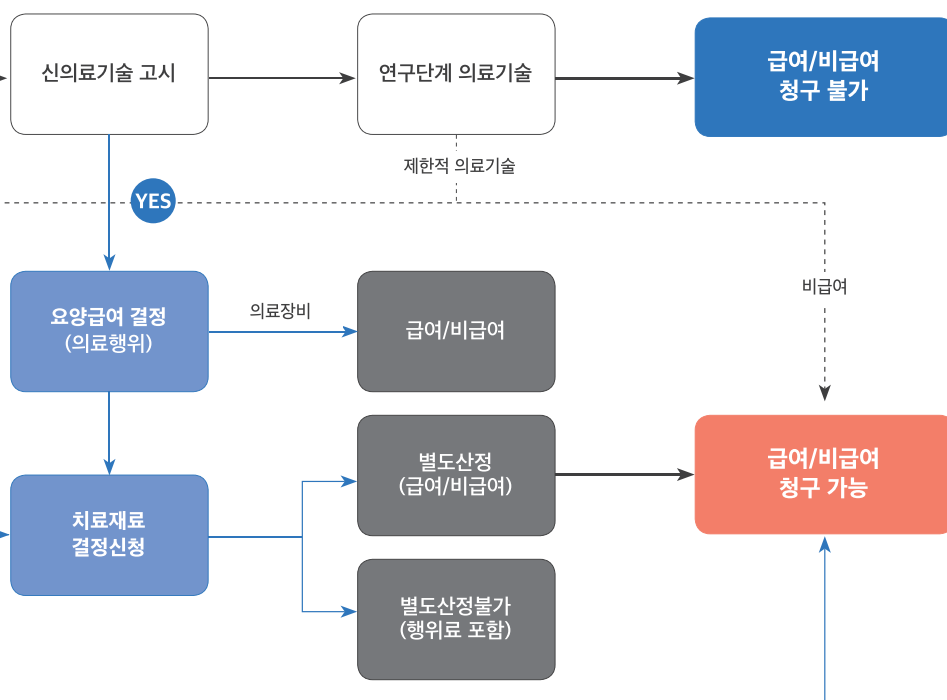 신의료기술 고시
연구단계 의료기술
급여/비급여
청구 불가
제한적 의료기술
YES
비급여
요양급여 결정
(의료행위)
의료장비
급여/비급여
별도산정
(급여/비급여)
급여/비급여
청구 가능
치료재료
결정신청
별도산정불가
(행위료 포함)